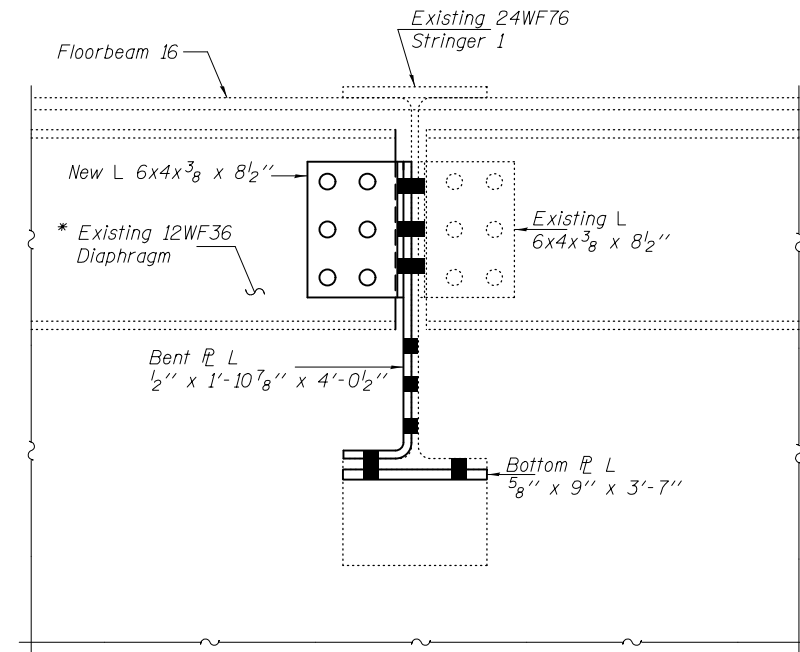 Existing 24WF76
Stringer 1
Floorbeam 16
New L 6x4x3/8 x 8 1/2"
* Existing 12WF36
Diaphragm
Existing L
6x4x3/8 x 8 1/2"
Bent ℄ L
1/2" x 1'-10 7/8" x 4'-0 1/2"
Bottom ℄ L
5/8" x 9" x 3'-7"